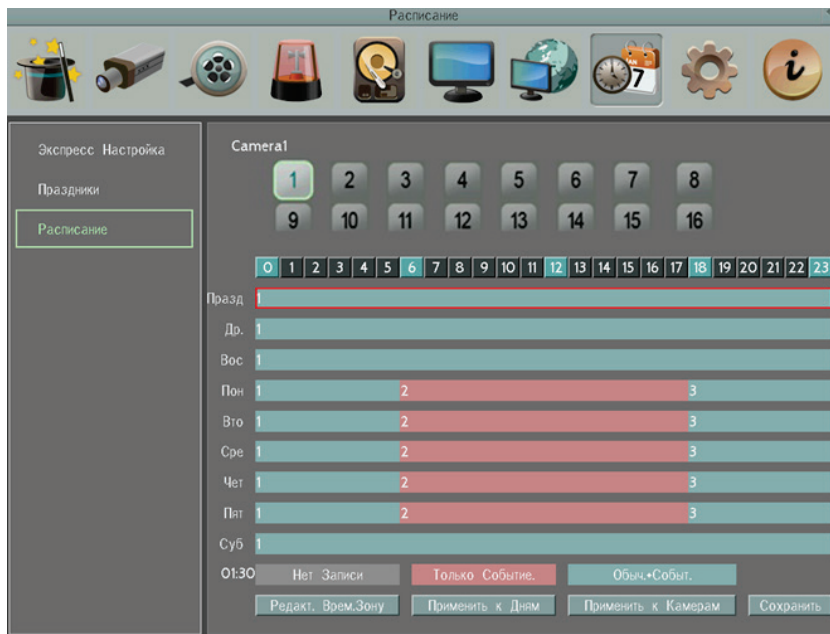 Расписание
7
i
Экспресс Настройка
Праздники
Расписание
Camera1
1 2 3 4 5 6 7 8
9 10 11 12 13 14 15 16
0 1 2 3 4 5 6 7 8 9 10 11 12 13 14 15 16 17 18 19 20 21 22 23
Празд 1
Др. 1
Вос 1
Пон 1 2 3
Вто 1 2 3
Сре 1 2 3
Чет 1 2 3
Пят 1 2 3
Суб 1
01:30 Нет Записи Только Событие. Обыч.+Событ.
Редакт. Врем.Зону Применить к Дням Применить к Камерам Сохранить